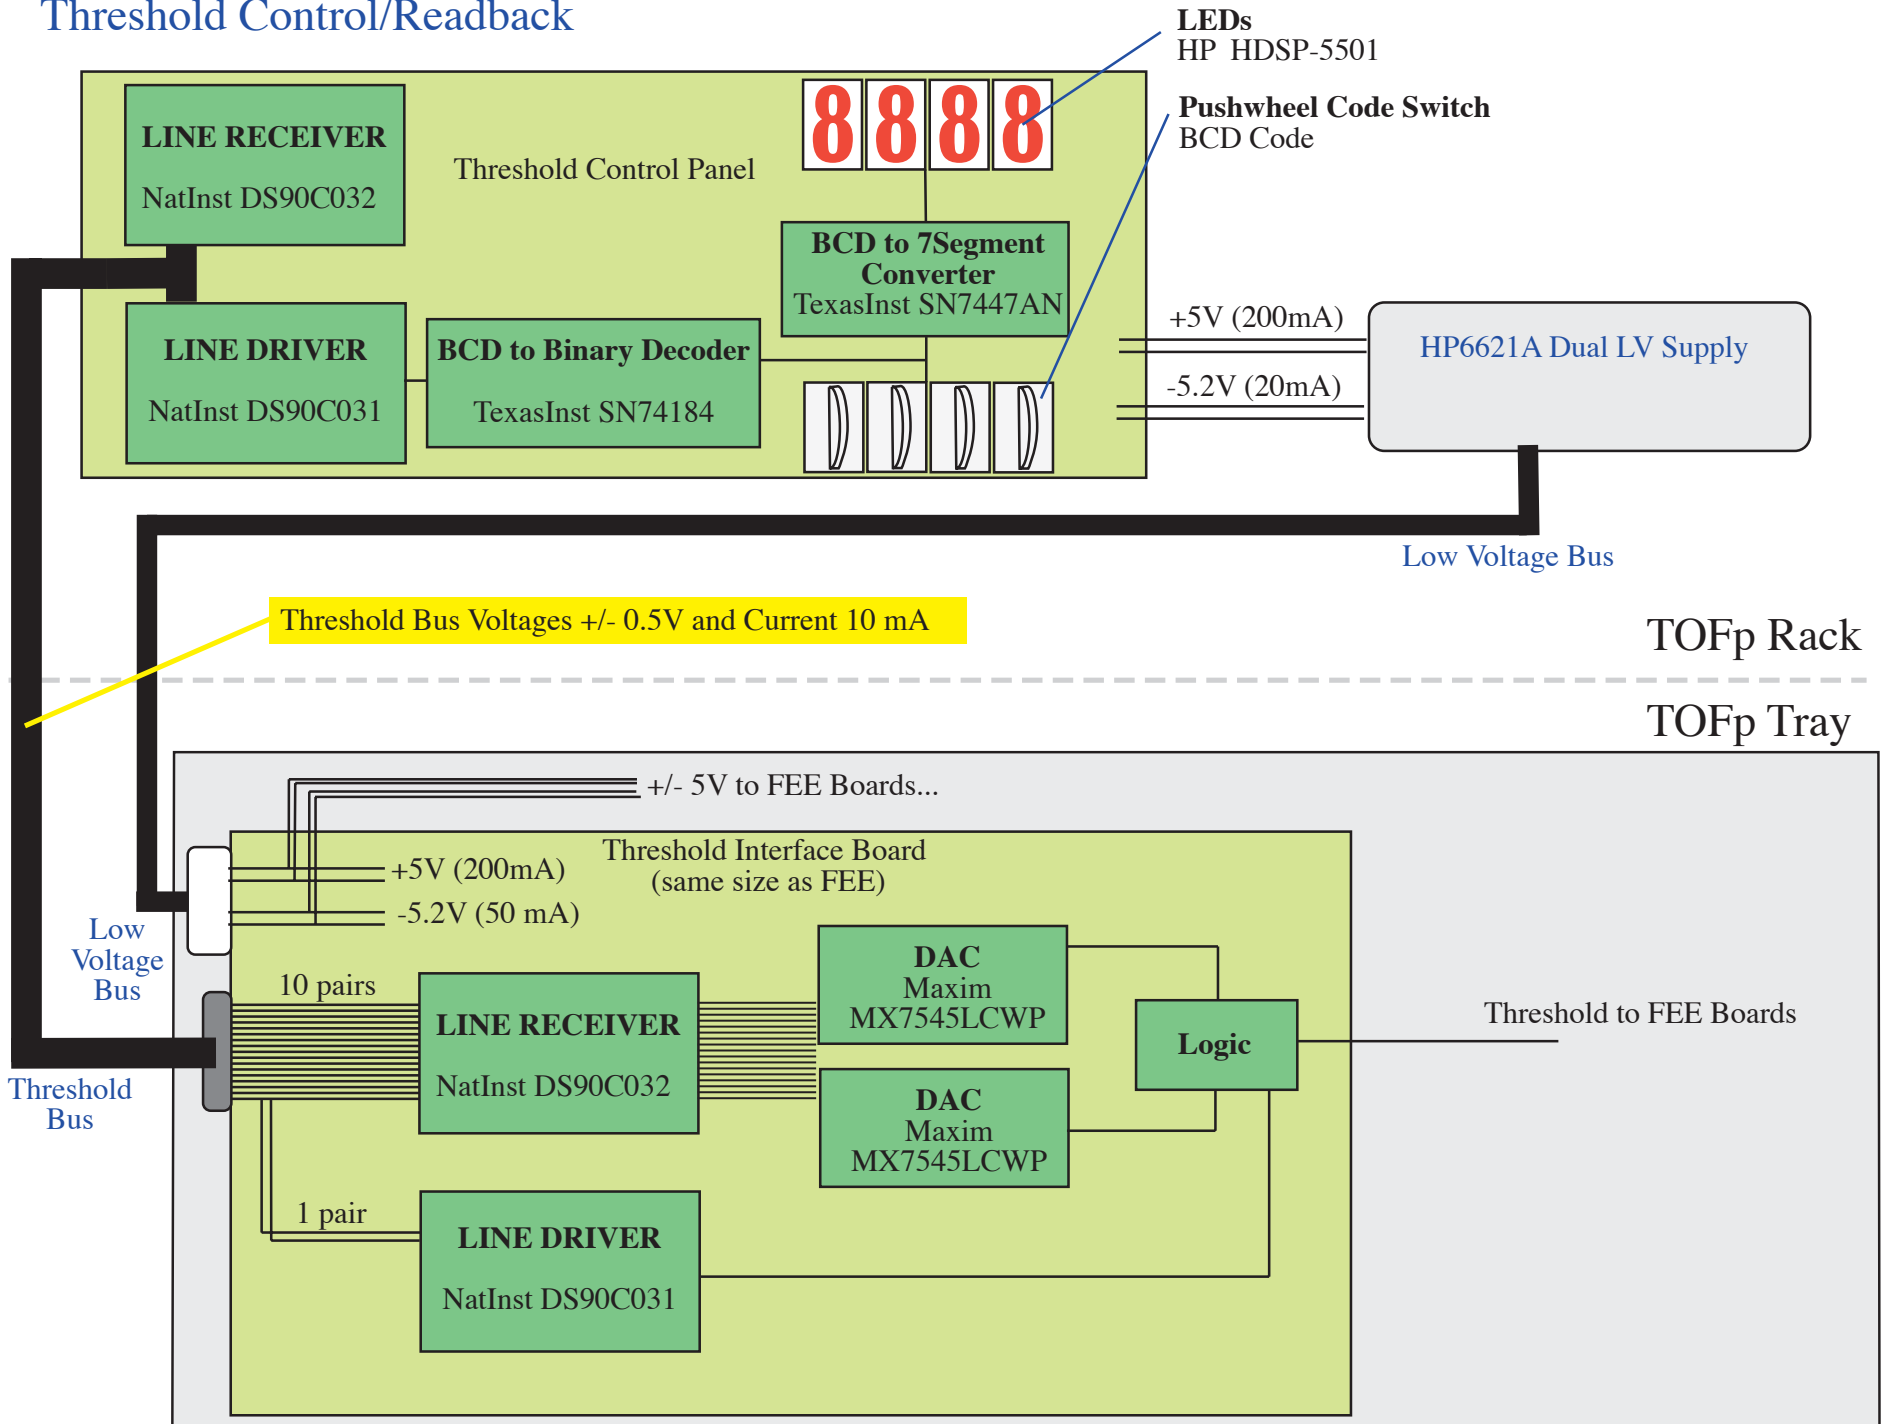 Threshold Control/Readback
LEDs
HP HDSP-5501
Pushwheel Code Switch
BCD Code
LINE RECEIVER
NatInst DS90C032
Threshold Control Panel
8 8 8 8
BCD to 7Segment
Converter
TexasInst SN7447AN
LINE DRIVER
NatInst DS90C031
BCD to Binary Decoder
TexasInst SN74184
+5V (200mA)
-5.2V (20mA)
HP6621A Dual LV Supply
Low Voltage Bus
Threshold Bus Voltages +/- 0.5V and Current 10 mA
TOFp Rack
TOFp Tray
+/- 5V to FEE Boards...
Threshold Interface Board
(same size as FEE)
+5V (200mA)
-5.2V (50 mA)
Low
Voltage
Bus
10 pairs
LINE RECEIVER
NatInst DS90C032
DAC
Maxim
MX7545LCWP
DAC
Maxim
MX7545LCWP
Logic
Threshold to FEE Boards
Threshold
Bus
1 pair
LINE DRIVER
NatInst DS90C031